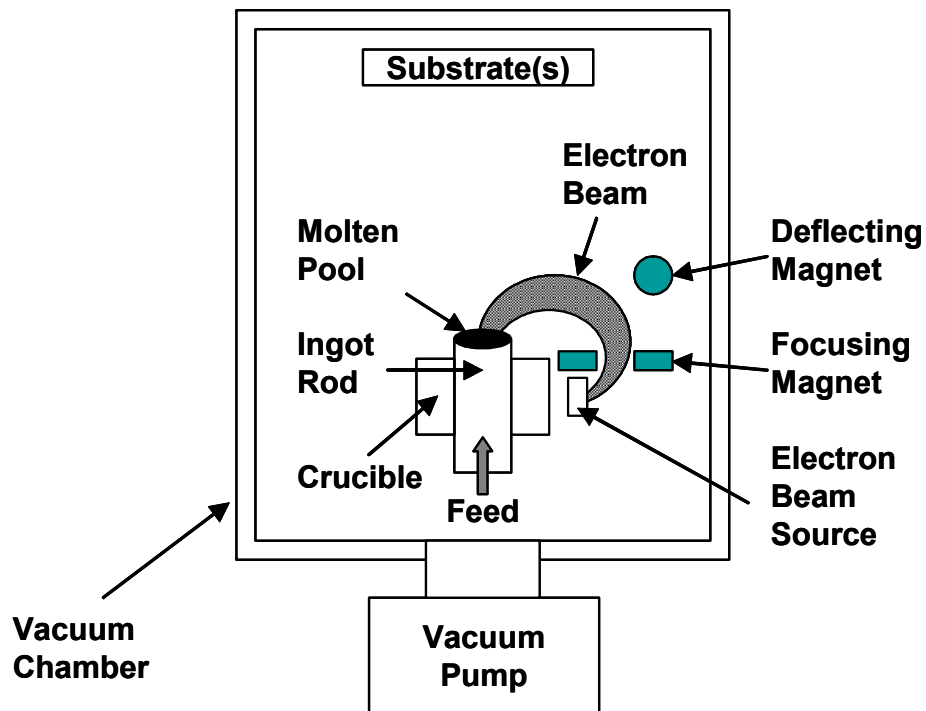 Substrate(s)
Electron
Beam
Molten
Pool
Deflecting
Magnet
Ingot
Rod
Focusing
Magnet
Crucible
Feed
Electron
Beam
Source
Vacuum
Chamber
Vacuum
Pump